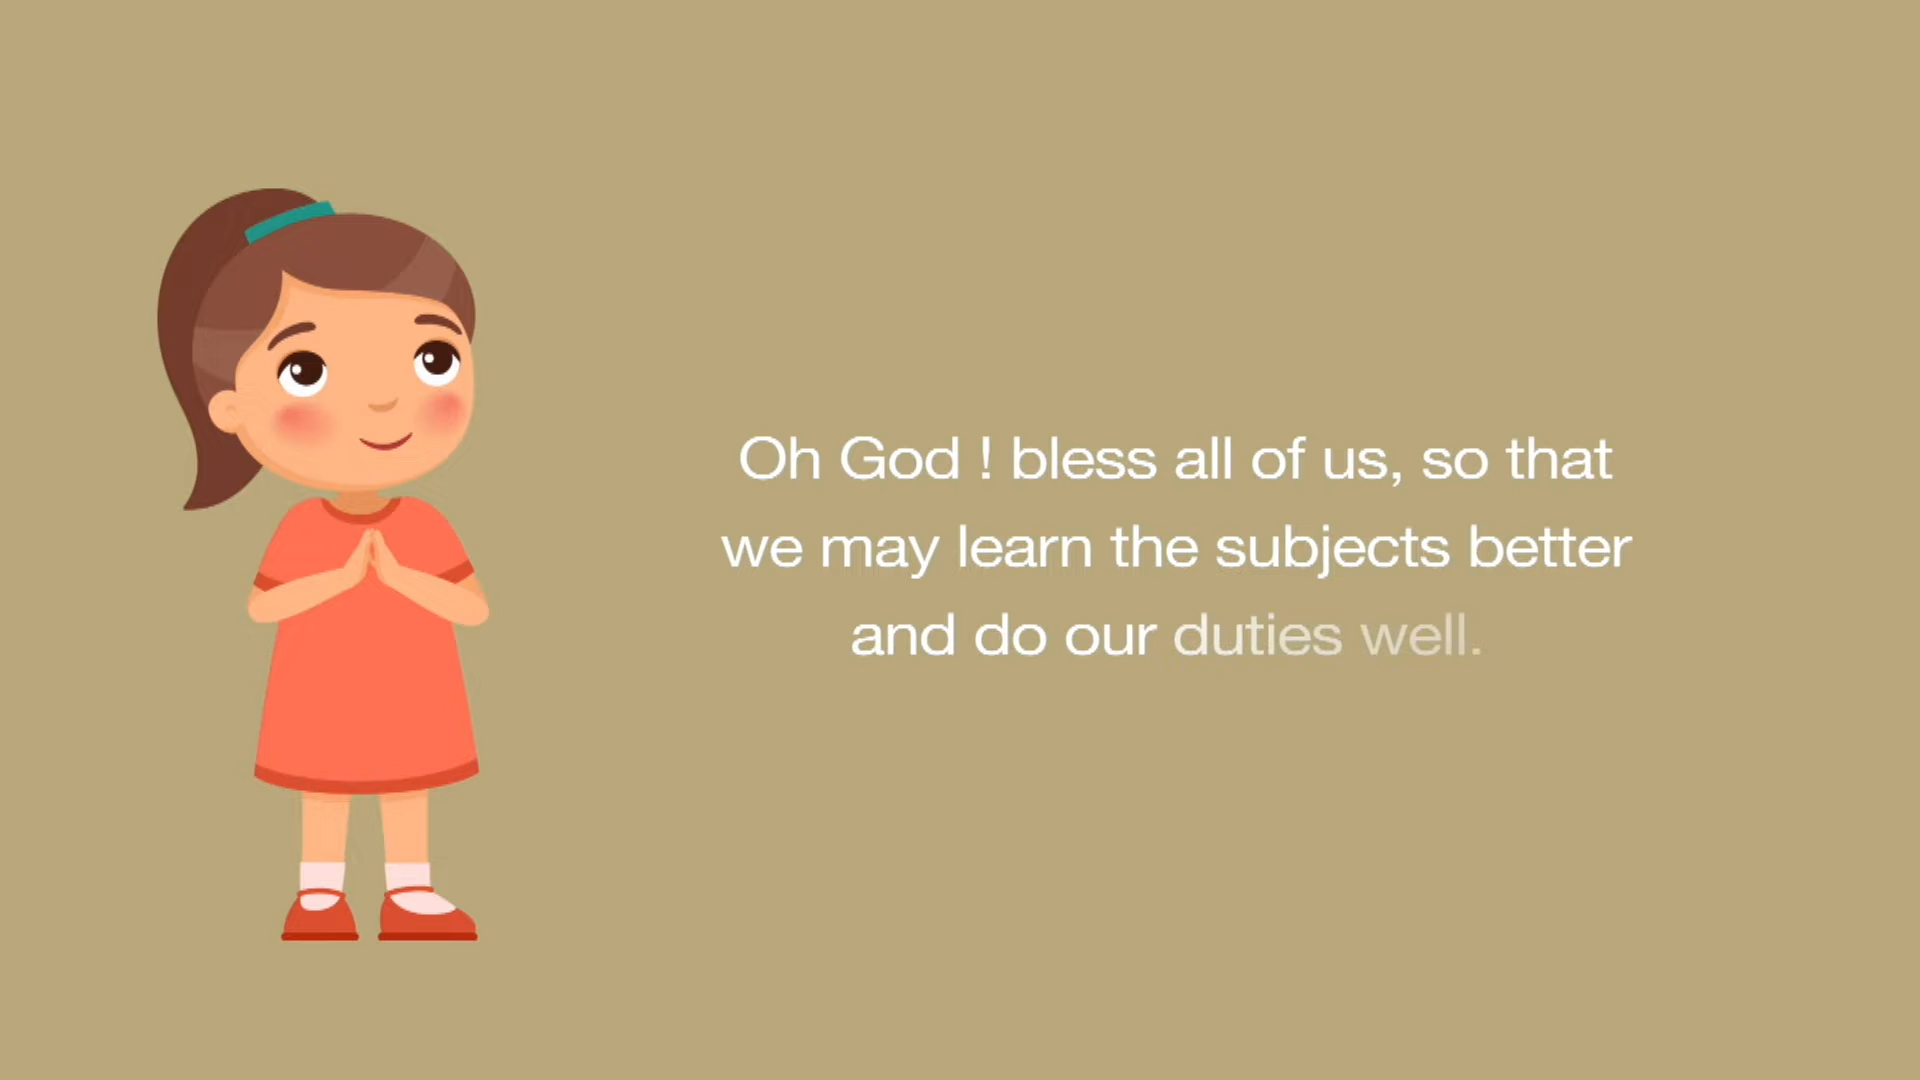 Oh God ! bless all of us, so that
we may learn the subjects better
and do our duties well.